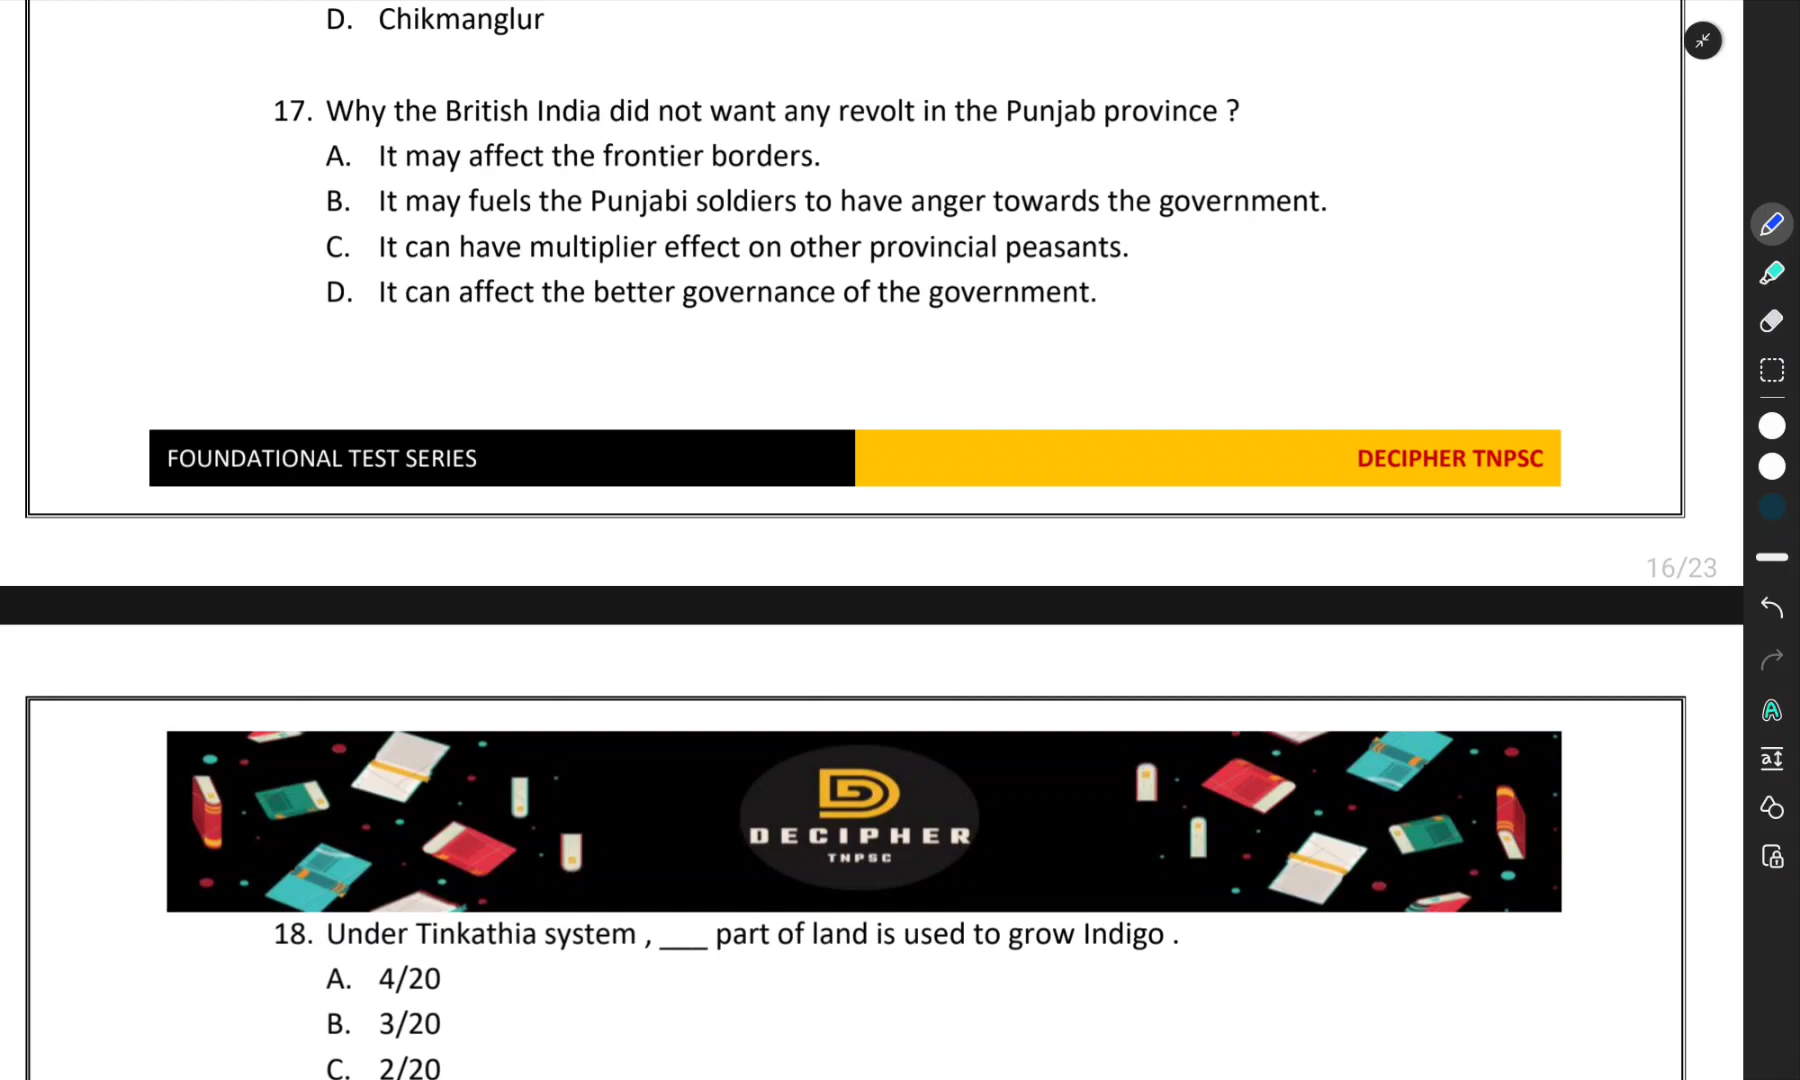 D. Chikmanglur
17. Why the British India did not want any revolt in the Punjab province ?
A. It may affect the frontier borders.
B. It may fuels the Punjabi soldiers to have anger towards the government.
C. It can have multiplier effect on other provincial peasants.
D. It can affect the better governance of the government.
FOUNDATIONAL TEST SERIES
DECIPHER TNPSC
16/23
DECIPHER
TNPSC
18. Under Tinkathia system , ___ part of land is used to grow Indigo .
A. 4/20
B. 3/20
C. 2/20